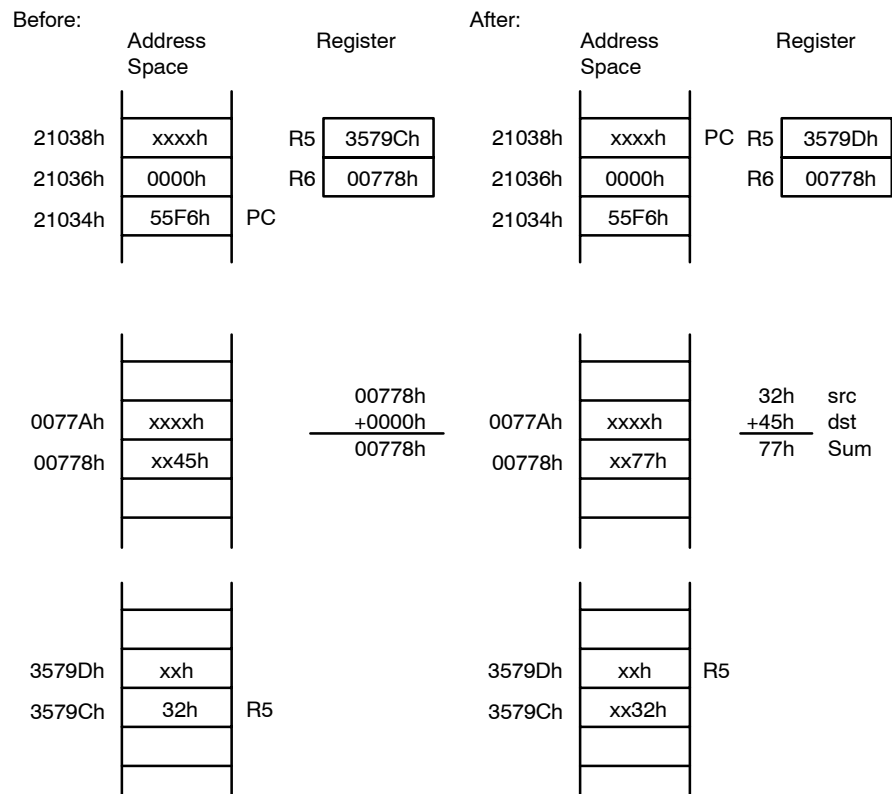 Before:
Address Space
Register
21038h xxxxh R5 3579Ch
21036h 0000h R6 00778h
21034h 55F6h PC
00778h
0077Ah xxxxh +0000h
00778h xx45h 00778h
3579Dh xxh
3579Ch 32h R5
After:
Address Space
Register
21038h xxxxh PC R5 3579Dh
21036h 0000h R6 00778h
21034h 55F6h
32h src
0077Ah xxxxh +45h dst
00778h xx77h 77h Sum
3579Dh xxh R5
3579Ch xx32h